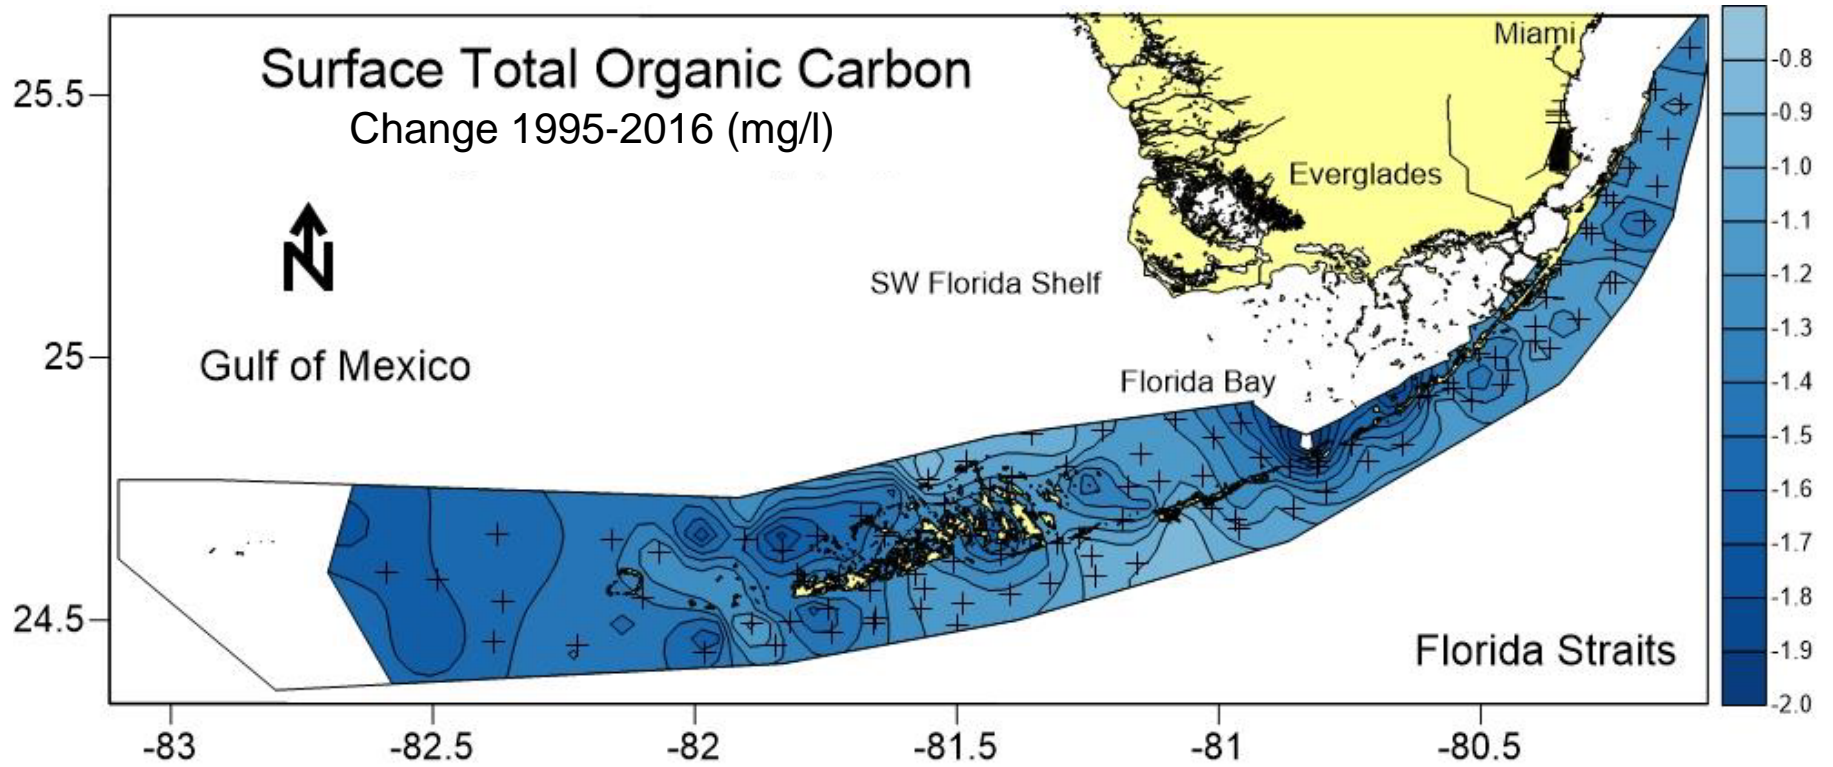 Surface Total Organic Carbon
Change 1995-2016 (mg/l)
Miami
Everglades
N
SW Florida Shelf
Gulf of Mexico
Florida Bay
Florida Straits
25.5
25
24.5
-83
-82.5
-82
-81.5
-81
-80.5
-0.8
-0.9
-1.0
-1.1
-1.2
-1.3
-1.4
-1.5
-1.6
-1.7
-1.8
-1.9
-2.0